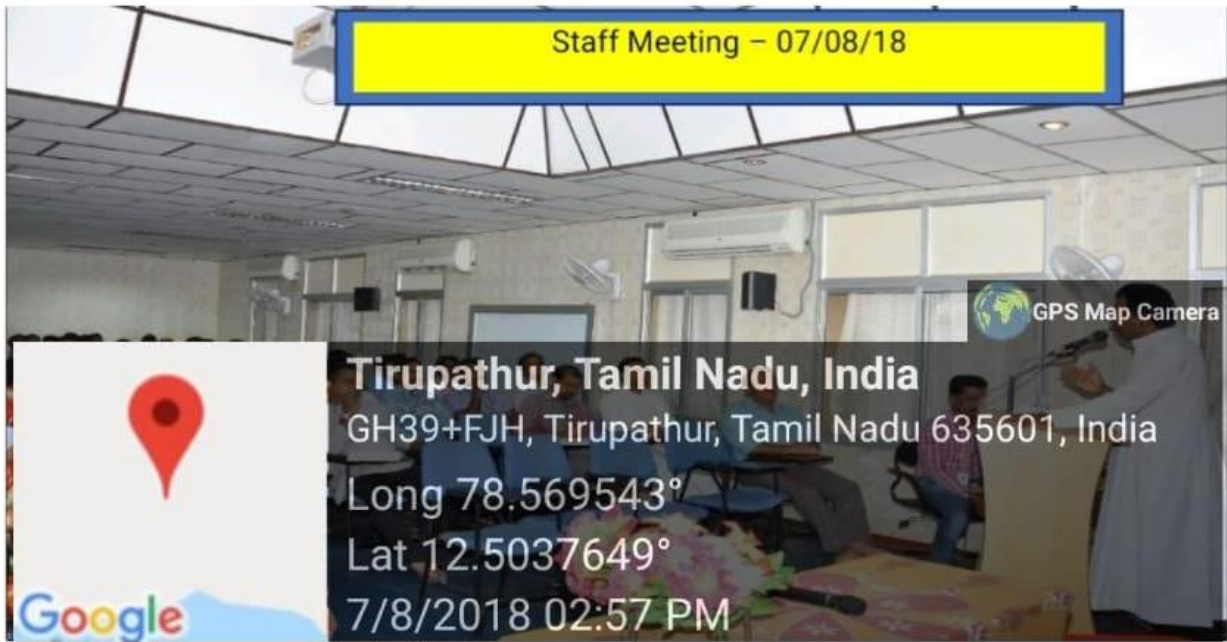 Staff Meeting – 07/08/18
GPS Map Camera
Tirupathur, Tamil Nadu, India
GH39+FJH, Tirupathur, Tamil Nadu 635601, India
Long 78.569543°
Lat 12.5037649°
7/8/2018 02:57 PM
Google